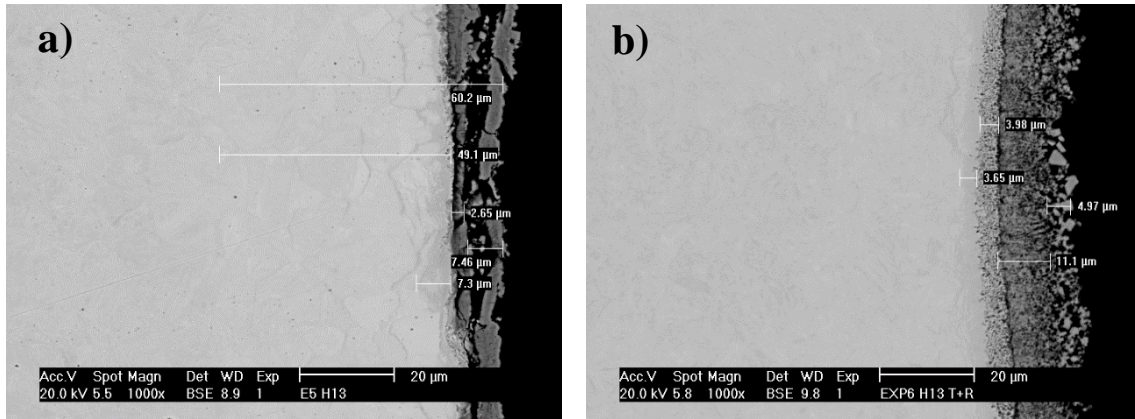 a)
60.2 µm
49.1 µm
2.65 µm
7.46 µm
7.3 µm
Acc.V Spot Magn Det WD Exp 20 µm
20.0 kV 5.5 1000x BSE 8.9 1 E5 H13
b)
3.98 µm
3.65 µm
4.97 µm
11.1 µm
Acc.V Spot Magn Det WD Exp 20 µm
20.0 kV 5.8 1000x BSE 9.8 1 EXP6 H13 T+R